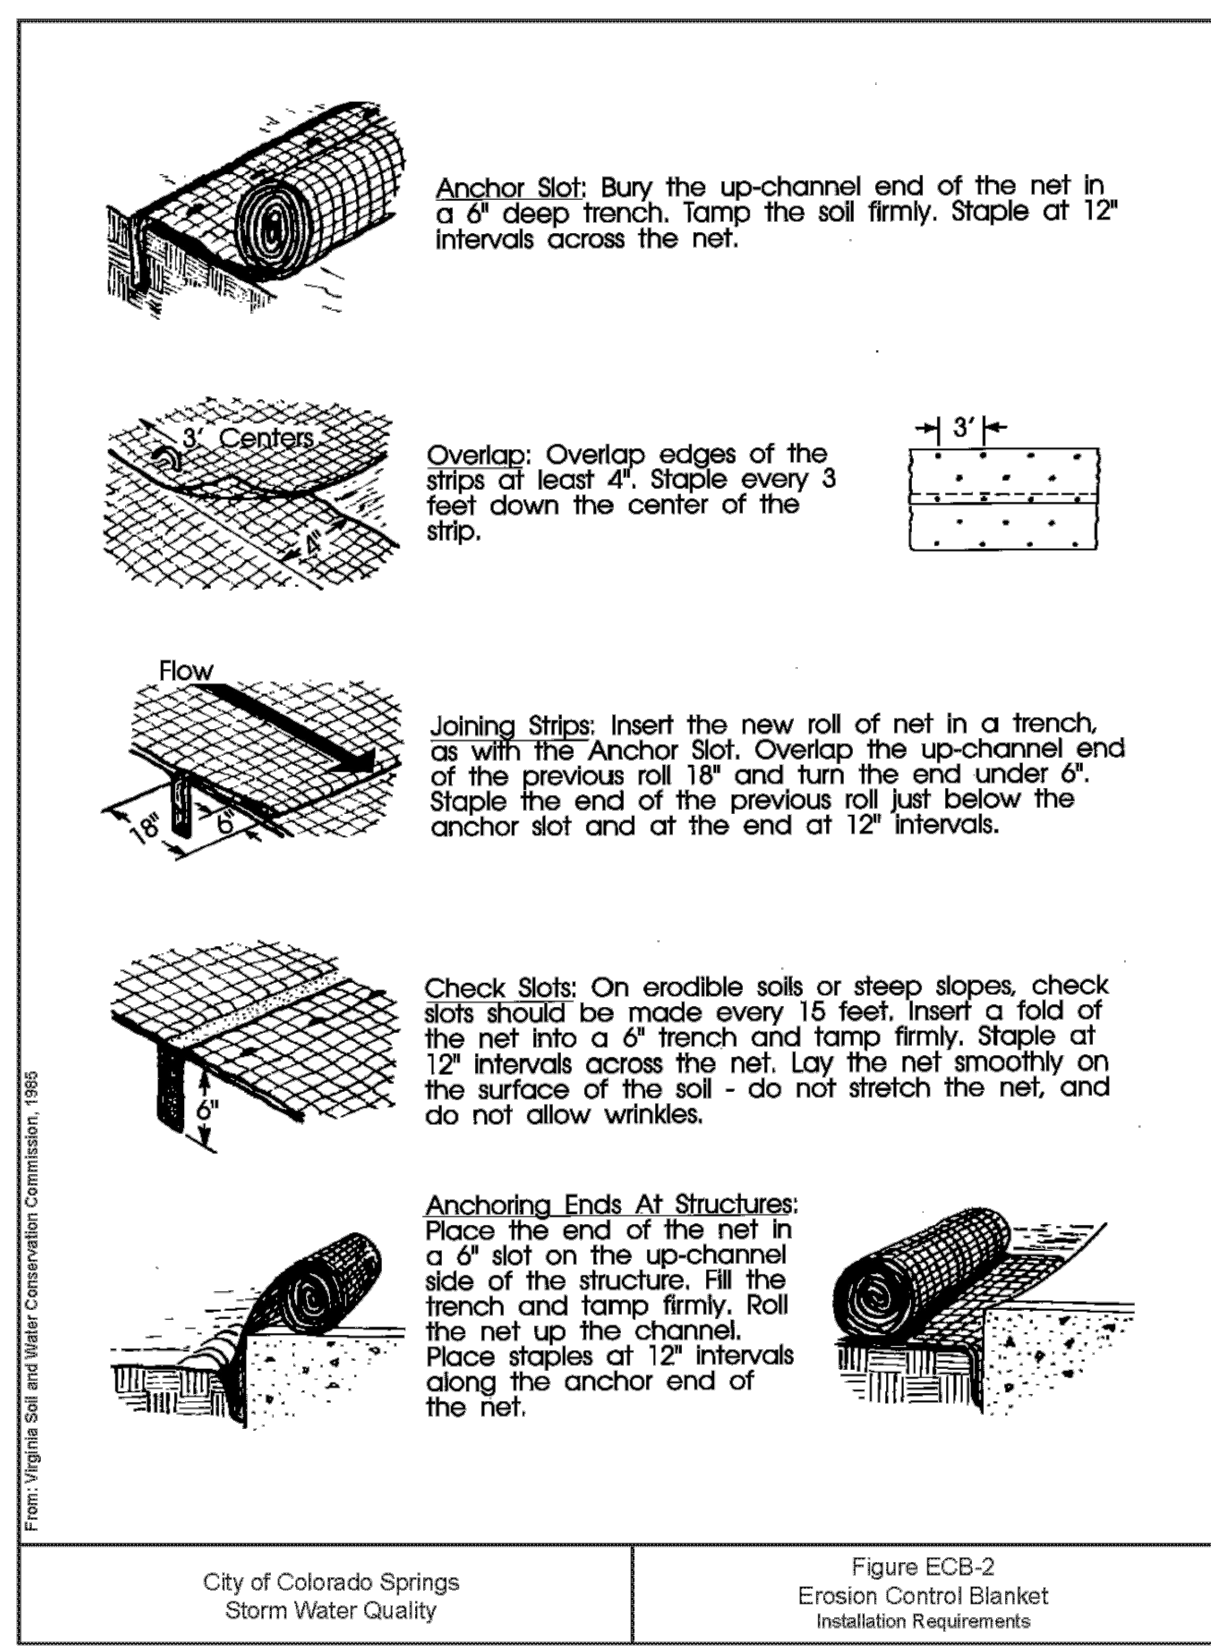 Anchor Slot: Bury the up-channel end of the net in
a 6" deep trench. Tamp the soil firmly. Staple at 12"
intervals across the net.
3' Centers
4"
Overlap: Overlap edges of the
strips at least 4". Staple every 3
feet down the center of the
strip.
3'
Flow
18"
6"
Joining Strips: Insert the new roll of net in a trench,
as with the Anchor Slot. Overlap the up-channel end
of the previous roll 18" and turn the end under 6".
Staple the end of the previous roll just below the
anchor slot and at the end at 12" intervals.
6"
Check Slots: On erodible soils or steep slopes, check
slots should be made every 15 feet. Insert a fold of
the net into a 6" trench and tamp firmly. Staple at
12" intervals across the net. Lay the net smoothly on
the surface of the soil - do not stretch the net, and
do not allow wrinkles.
Anchoring Ends At Structures:
Place the end of the net in
a 6" slot on the up-channel
side of the structure. Fill the
trench and tamp firmly. Roll
the net up the channel.
Place staples at 12" intervals
along the anchor end of
the net.
From: Virginia Soil and Water Conservation Commission, 1985
City of Colorado Springs
Storm Water Quality
Figure ECB-2
Erosion Control Blanket
Installation Requirements